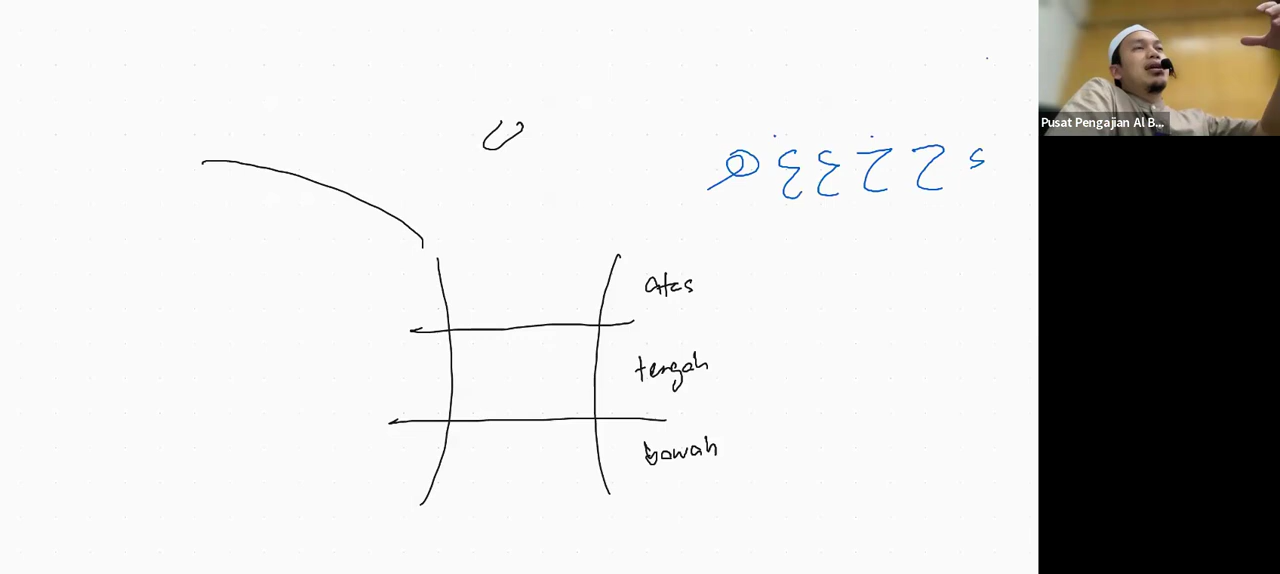 ء ح خ ع غ ه
Atas
tengah
bawah
Pusat Pengajian Al B...